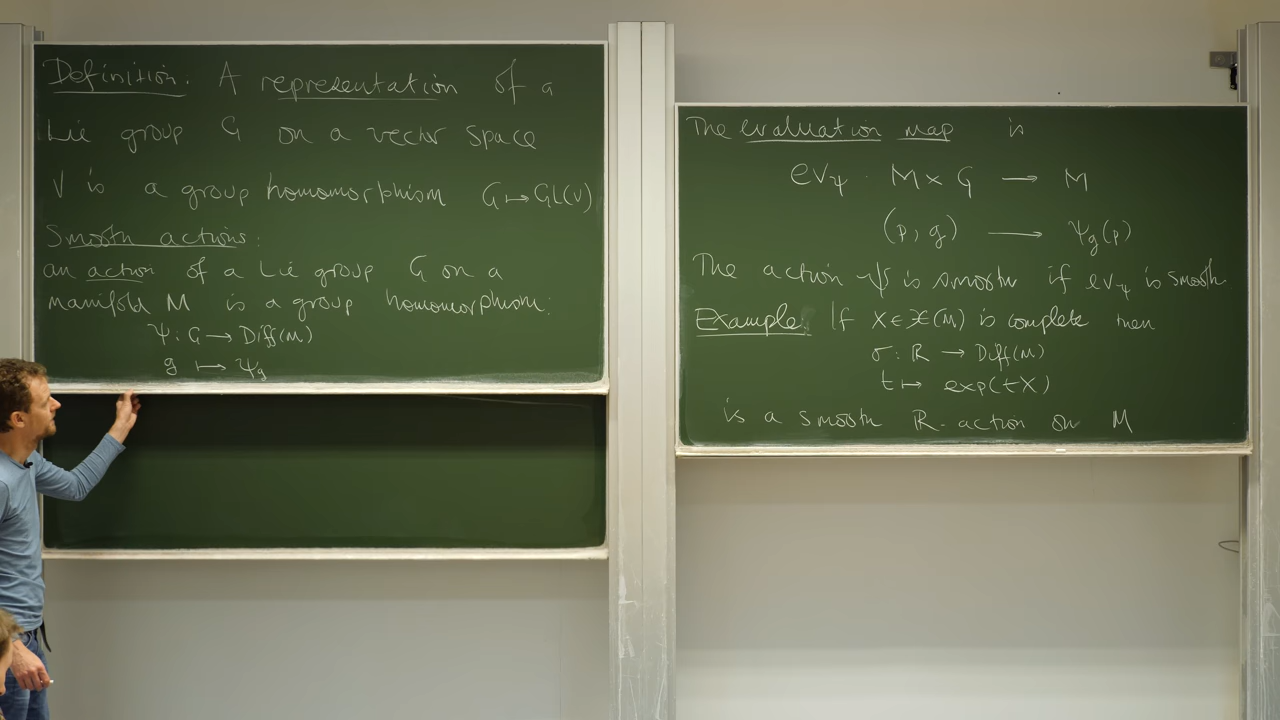 Definition. A representation of a
Lie group G on a vector space
V is a group homomorphism G ↦ GL(V)
Smooth actions:
an action of a Lie group G on a
manifold M is a group homomorphism:
Ψ : G → Diff(M)
g ↦ Ψ_g
The evaluation map is
ev_ψ : M × G → M
(p, g) → Ψ_g(p)
The action ψ is smooth if ev_ψ is smooth
Example: If X ∈ 𝔛(M) is complete then
σ : ℝ → Diff(M)
t ↦ exp(tX)
is a smooth ℝ-action on M